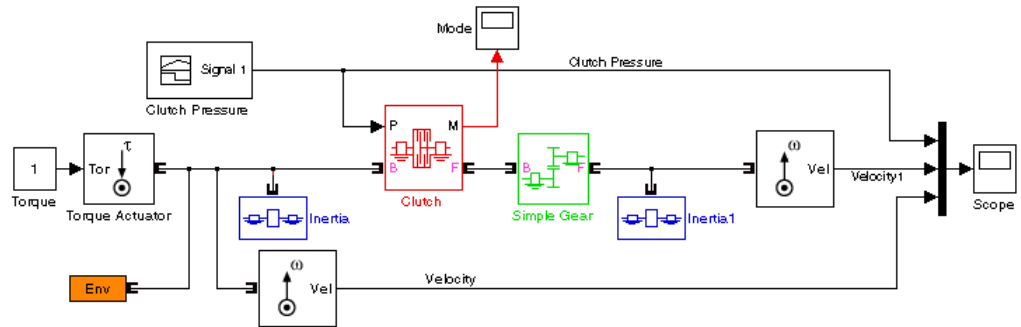 Mode
Signal 1
Clutch Pressure
Clutch Pressure
P
M
B
F
Clutch
1
Torque
Tor
τ
Torque Actuator
Inertia
B
F
Simple Gear
Inertia1
ω
Vel
Velocity1
Scope
Env
ω
Vel
Velocity